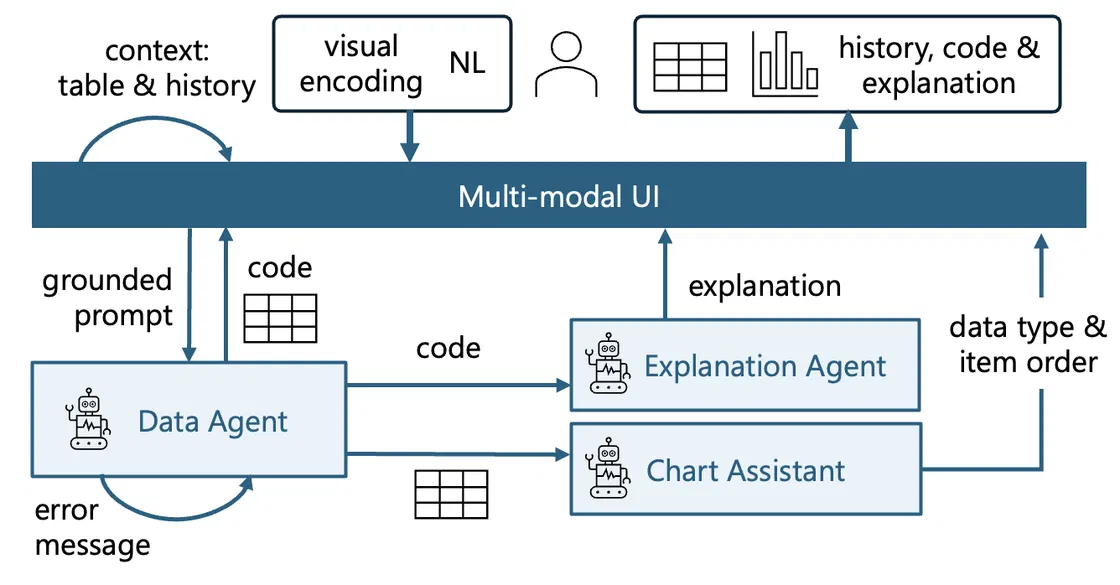 context:
table & history
visual
encoding
NL
history, code &
explanation
Multi-modal UI
grounded
prompt
code
explanation
data type &
item order
code
Explanation Agent
Data Agent
Chart Assistant
error
message